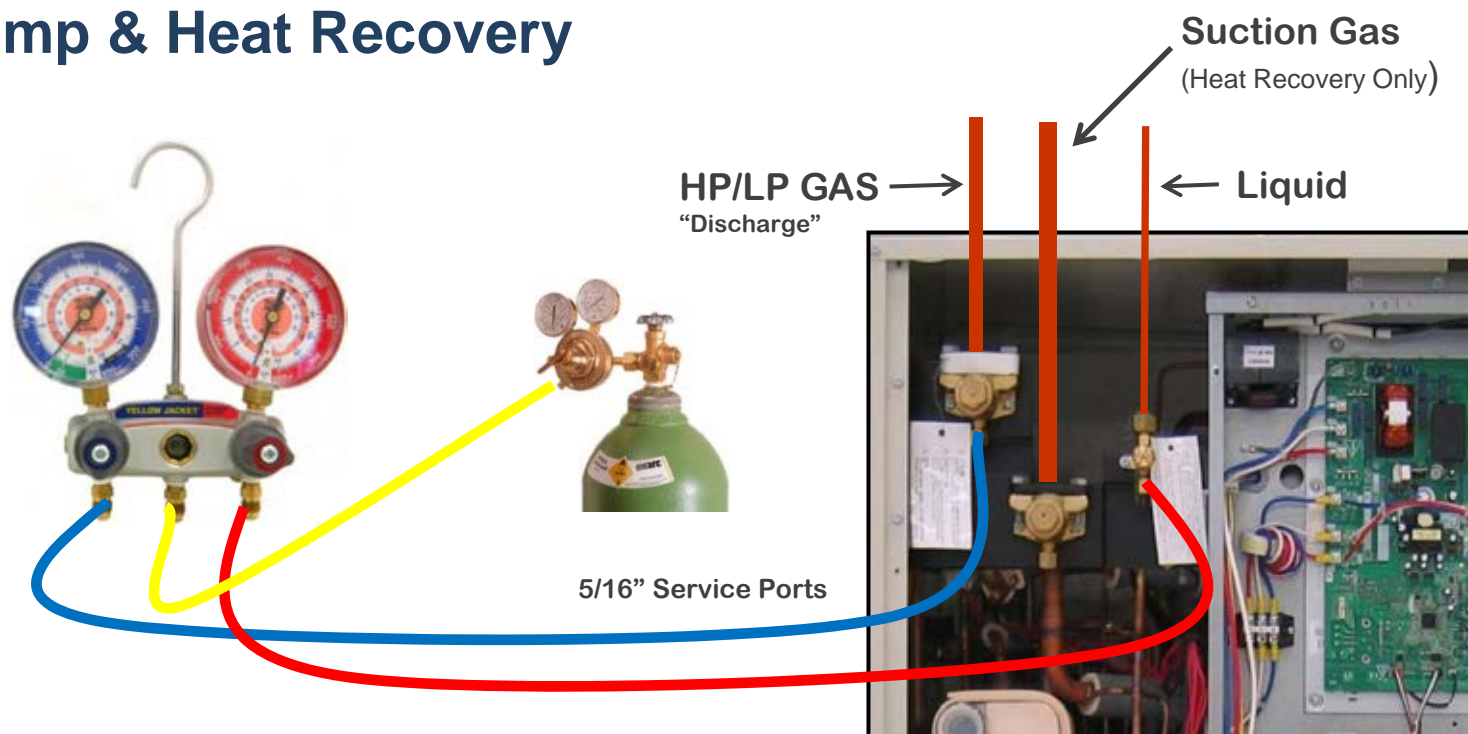 mp & Heat Recovery
Suction Gas
(Heat Recovery Only)
HP/LP GAS
“Discharge”
Liquid
YELLOW JACKET
5/16” Service Ports